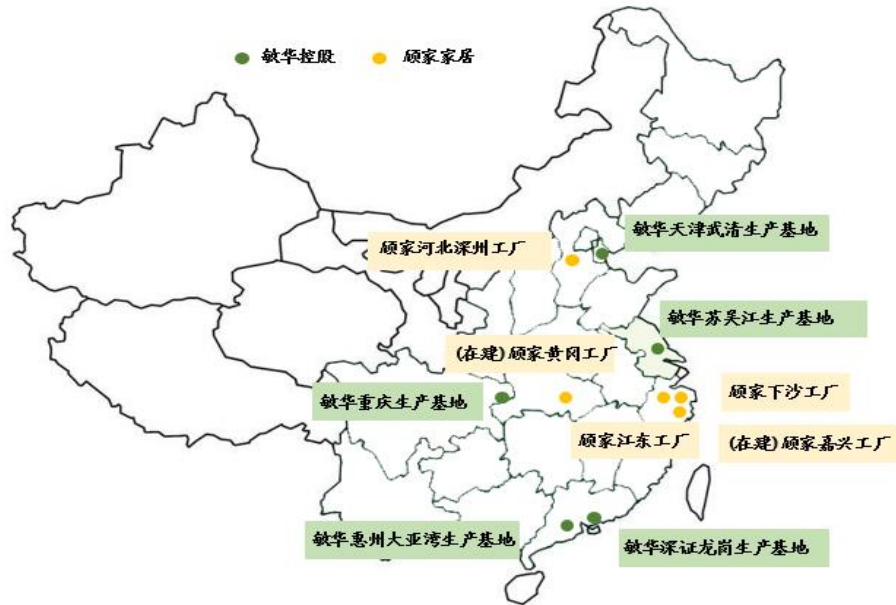 敏华控股
顾家家居
敏华天津武清生产基地
顾家河北深州工厂
敏华苏吴江生产基地
(在建)顾家黄冈工厂
敏华重庆生产基地
顾家下沙工厂
顾家江东工厂
(在建)顾家嘉兴工厂
敏华惠州大亚湾生产基地
敏华深证龙岗生产基地